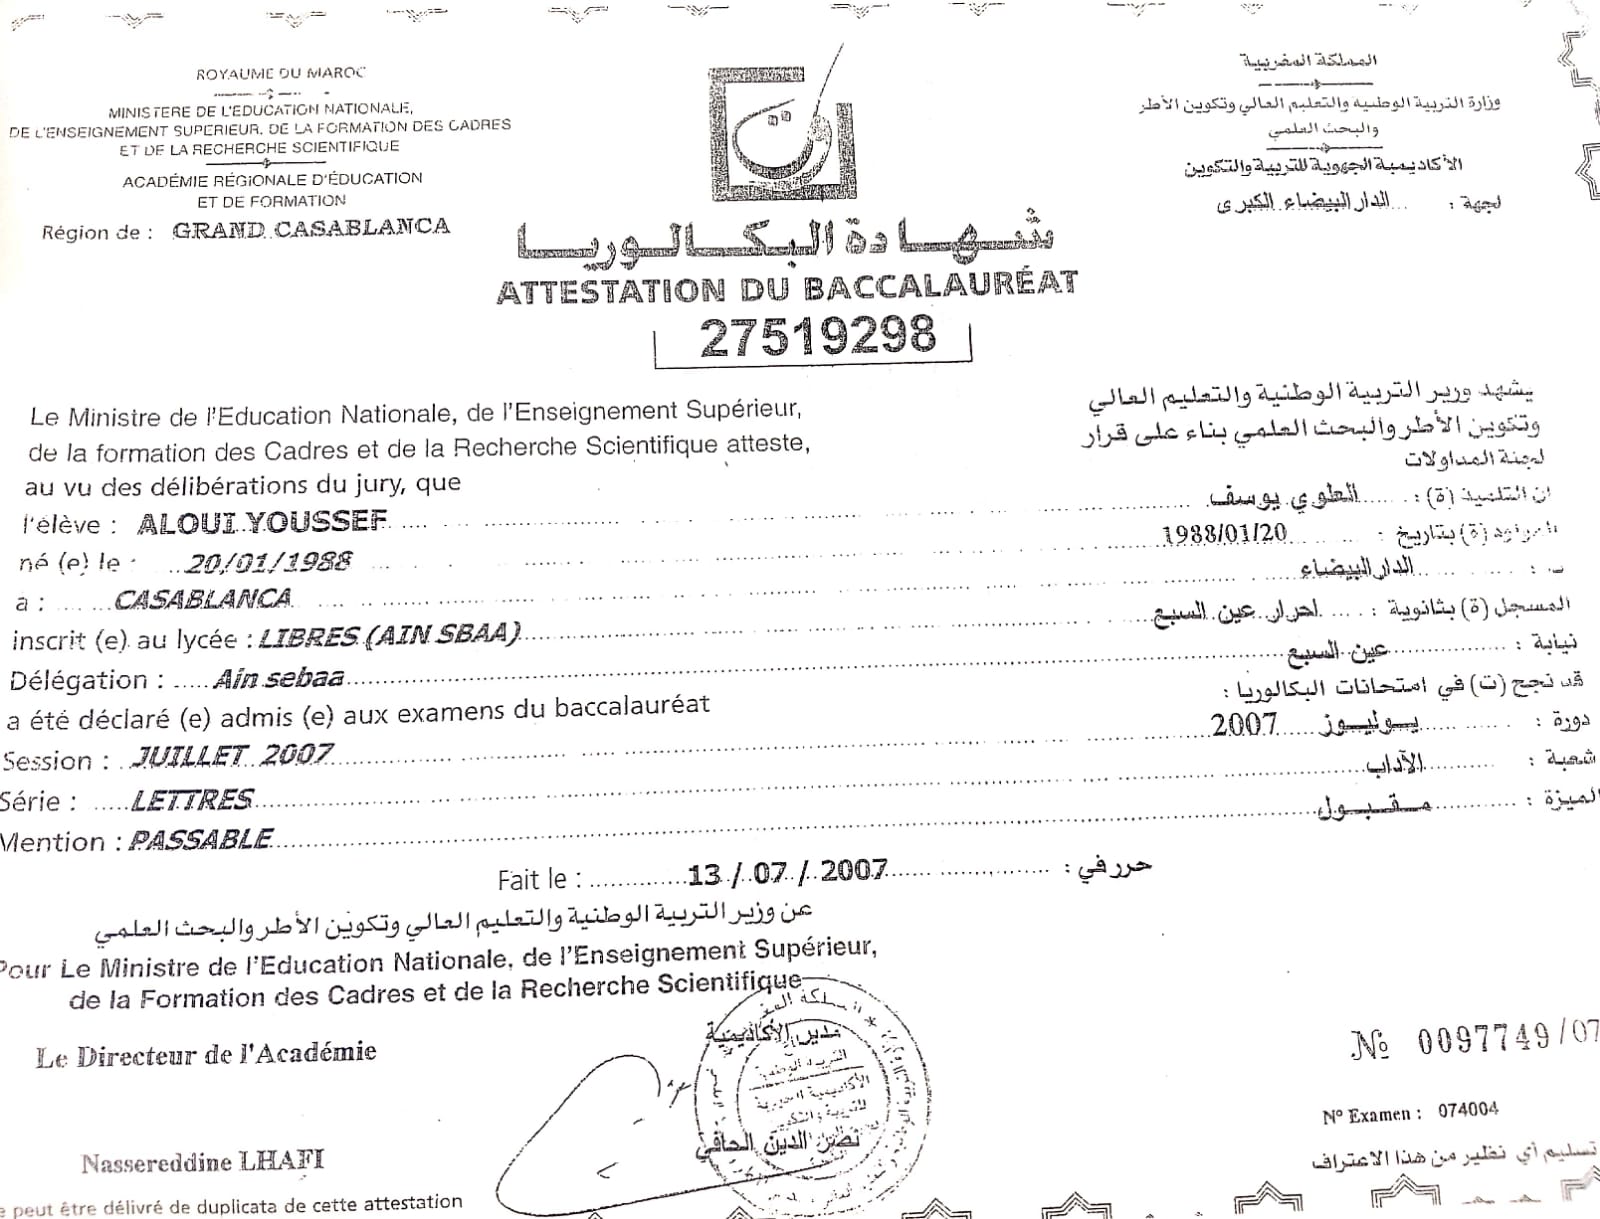 ROYAUME DU MAROC
MINISTERE DE L'EDUCATION NATIONALE,
DE L'ENSEIGNEMENT SUPERIEUR, DE LA FORMATION DES CADRES
ET DE LA RECHERCHE SCIENTIFIQUE
ACADÉMIE RÉGIONALE D'ÉDUCATION
ET DE FORMATION
Région de : GRAND CASABLANCA
المملكة المغربية
وزارة التربية الوطنية والتعليم العالي وتكوين الأطر
والبحث العلمي
الأكاديمية الجهوية للتربية والتكوين
لجهة : الدار البيضاء الكبرى
شهادة البكالوريا
ATTESTATION DU BACCALAURÉAT
27519298
Le Ministre de l'Education Nationale, de l'Enseignement Supérieur,
de la formation des Cadres et de la Recherche Scientifique atteste,
au vu des délibérations du jury, que
l'élève : ALOUI YOUSSEF
né (e) le : 20/01/1988
a : CASABLANCA
inscrit (e) au lycée : LIBRES (AIN SBAA)
Délégation : Ain sebaa
a été déclaré (e) admis (e) aux examens du baccalauréat
Session : JUILLET 2007
Série : LETTRES
Mention : PASSABLE
يشهد وزير التربية الوطنية والتعليم العالي
وتكوين الأطر والبحث العلمي بناء على قرار
لجنة المداولات
ان التلميذ (ة) : العلوي يوسف
المولود (ة) بتاريخ : 1988/01/20
ب : الدار البيضاء
المسجل (ة) بثانوية : احرار عين السبع
نيابة : عين السبع
قد نجح (ت) في امتحانات البكالوريا :
دورة : يوليوز 2007
شعبة : الآداب
الميزة : مقبول
Fait le : 13 / 07 / 2007 حرر في :
عن وزير التربية الوطنية والتعليم العالي وتكوين الأطر والبحث العلمي
Pour Le Ministre de l'Education Nationale, de l'Enseignement Supérieur,
de la Formation des Cadres et de la Recherche Scientifique
Le Directeur de l'Académie
مدير الأكاديمية
Nassereddine LHAFI
نصر الدين الحافي
№ 0097749/07
N° Examen : 074004
تسليم أي نظير من هذا الاعتراف
peut être délivré de duplicata de cette attestation